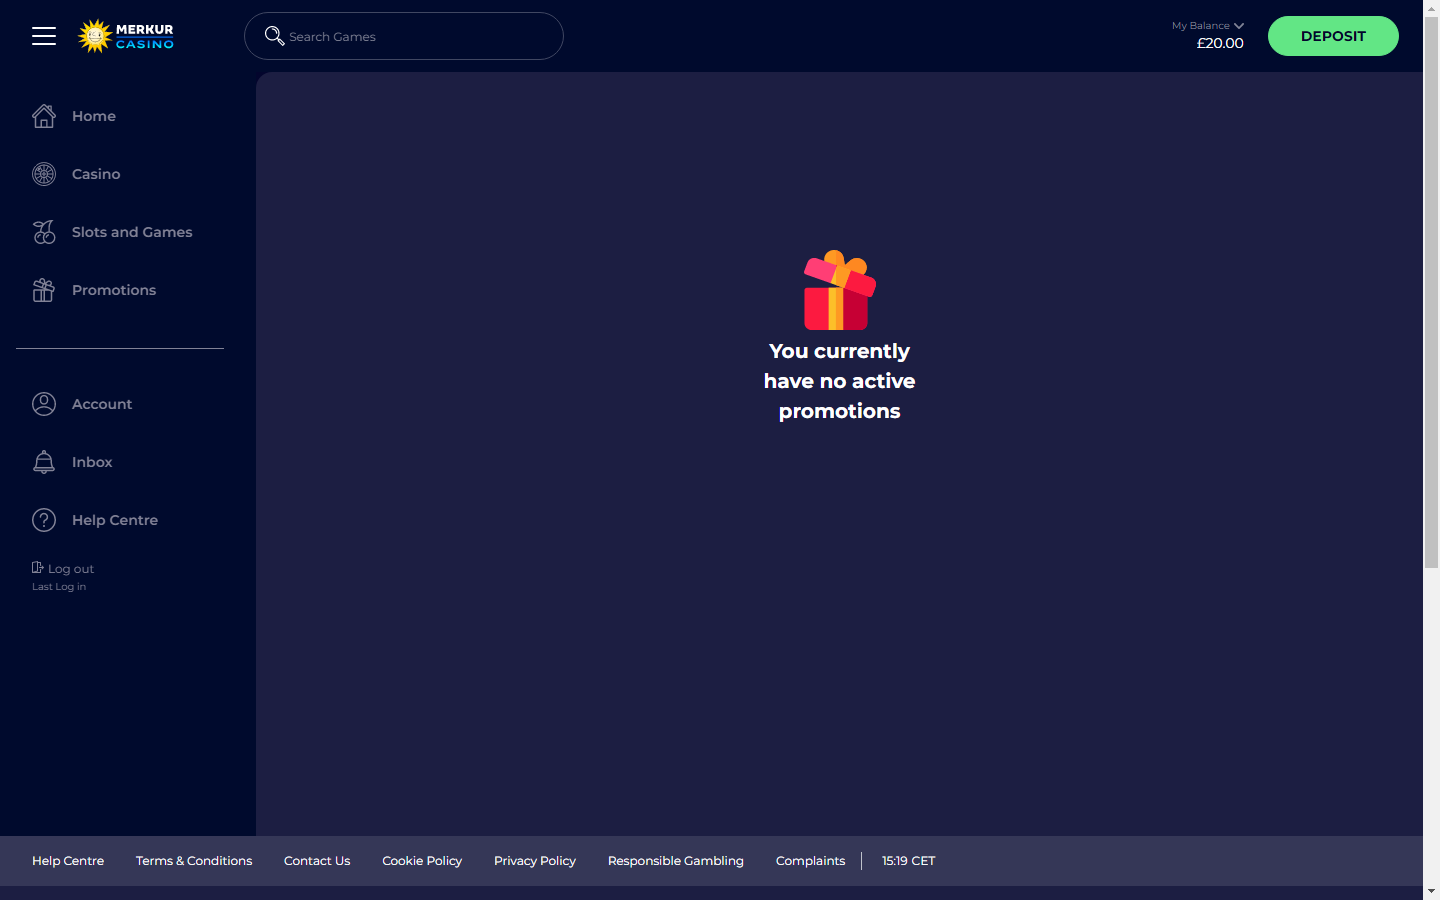 MERKUR
CASINO
Search Games
My Balance
£20.00
DEPOSIT
Home
Casino
Slots and Games
Promotions
Account
Inbox
Help Centre
Log out
Last Log in
You currently
have no active
promotions
Help Centre
Terms & Conditions
Contact Us
Cookie Policy
Privacy Policy
Responsible Gambling
Complaints
15:19 CET